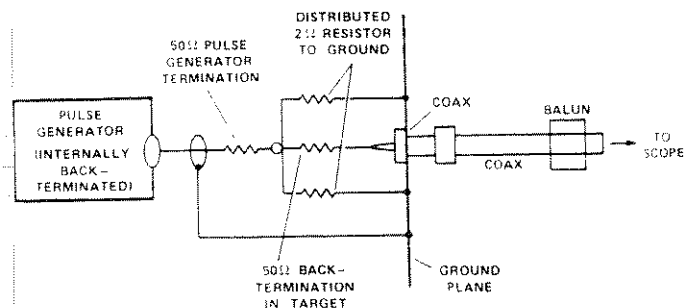 DISTRIBUTED
2Ω RESISTOR
TO GROUND
50Ω PULSE
GENERATOR
TERMINATION
COAX
BALUN
PULSE
GENERATOR
(INTERNALLY
BACK-
TERMINATED)
TO
SCOPE
COAX
50Ω BACK-
TERMINATION
IN TARGET
GROUND
PLANE